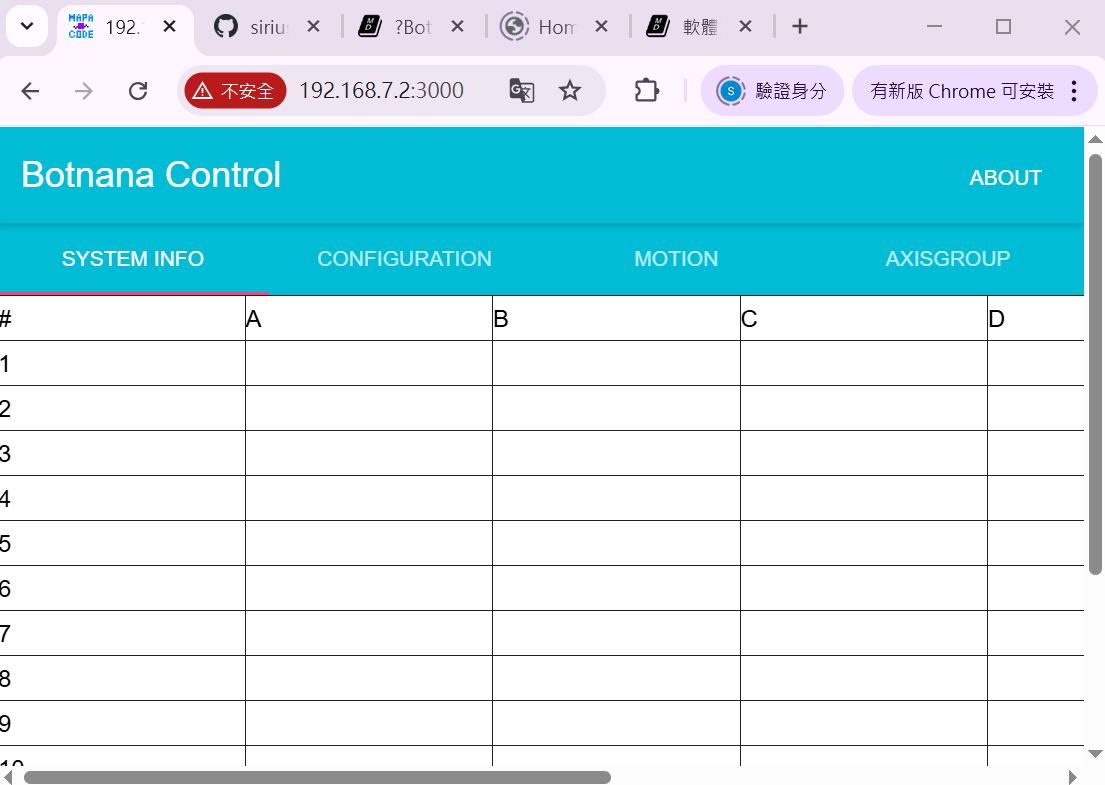 MAPA CODE 192. siriu ?Bot Hom 軟體
不安全 192.168.7.2:3000 驗證身分 有新版 Chrome 可安裝
Botnana Control ABOUT
SYSTEM INFO CONFIGURATION MOTION AXISGROUP
# A B C D
1
2
3
4
5
6
7
8
9
10